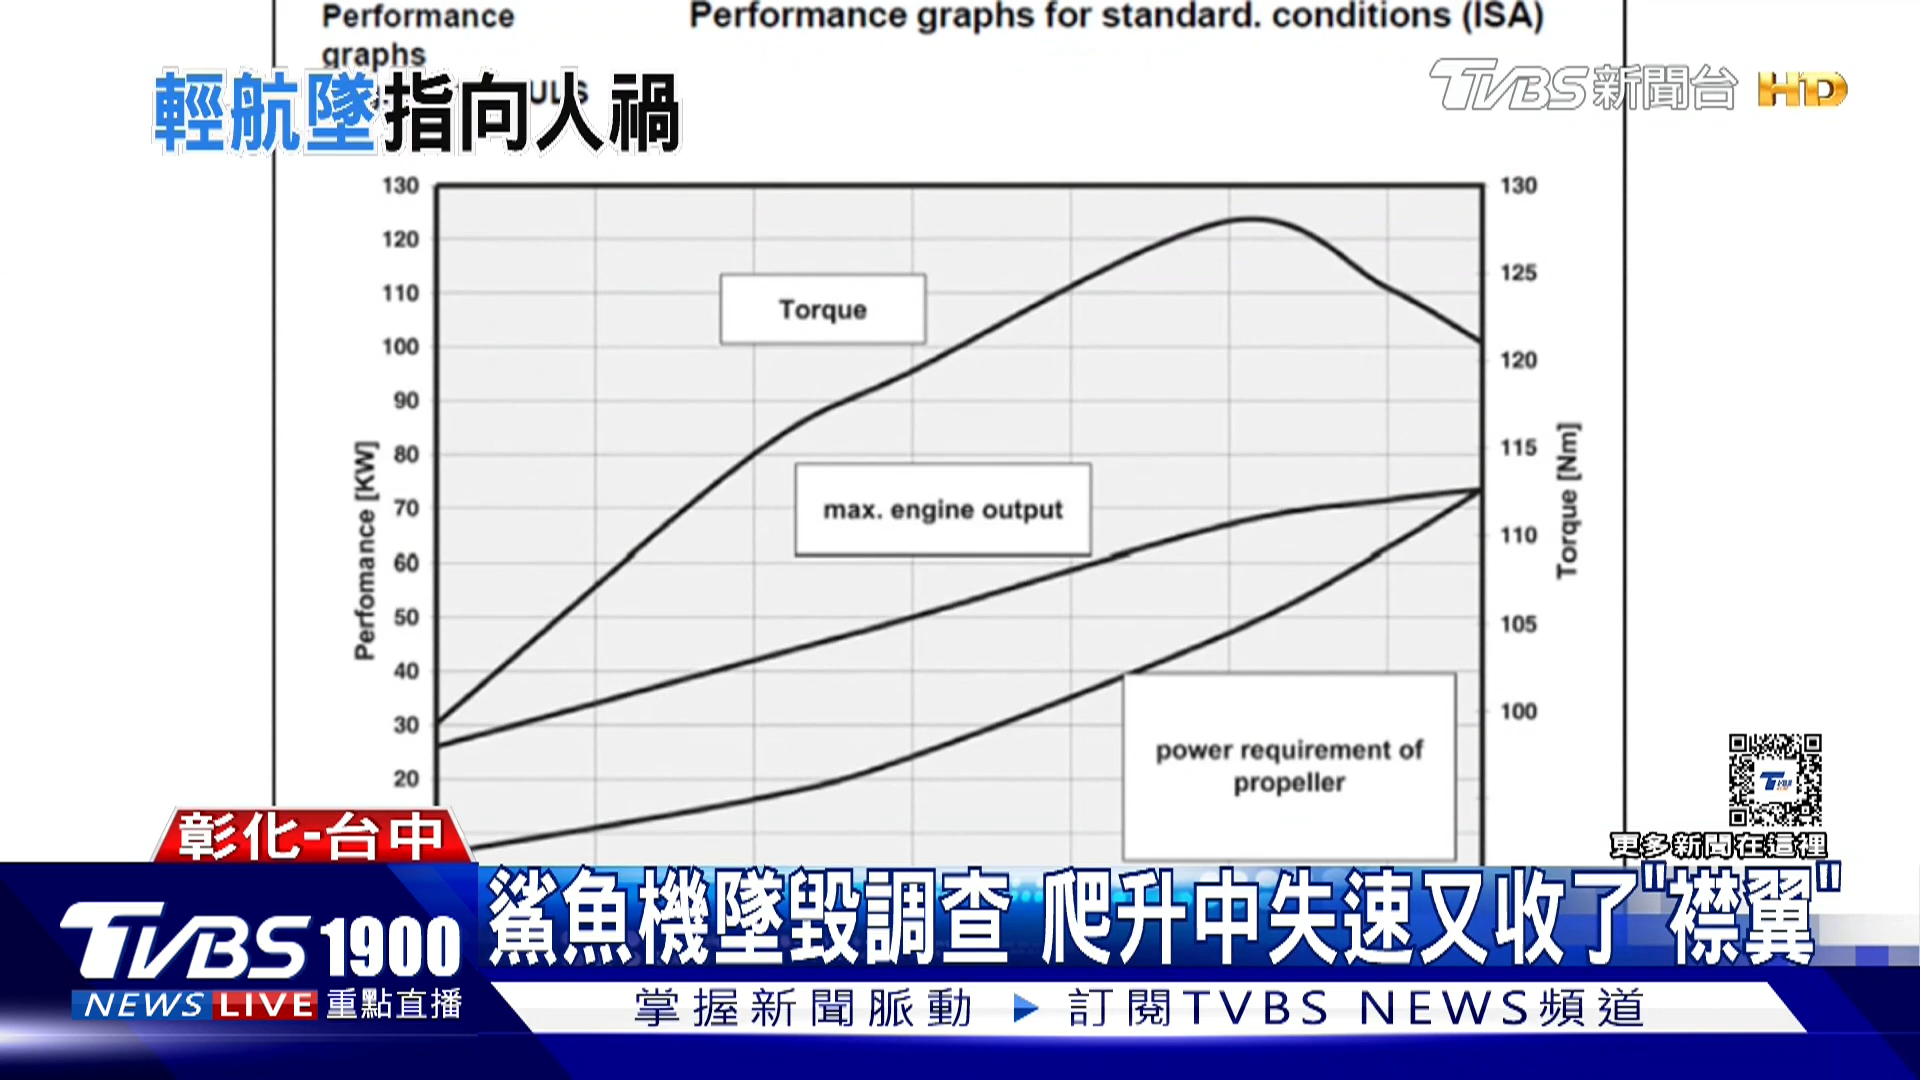 Performance
graphs
Performance graphs for standard. conditions (ISA)
ULS
輕航墜指向人禍
TVBS新聞台 HD
130
120
110
100
90
80
70
60
50
40
30
20
Perfomance [KW]
Torque
max. engine output
power requirement of
propeller
130
125
120
115
110
105
100
Torque [Nm]
TVBS
更多新聞在這裡
彰化-台中
鯊魚機墜毀調查 爬升中失速又收了"襟翼"
TVBS 1900
NEWS LIVE 重點直播
掌握新聞脈動 ▶ 訂閱TVBS NEWS頻道